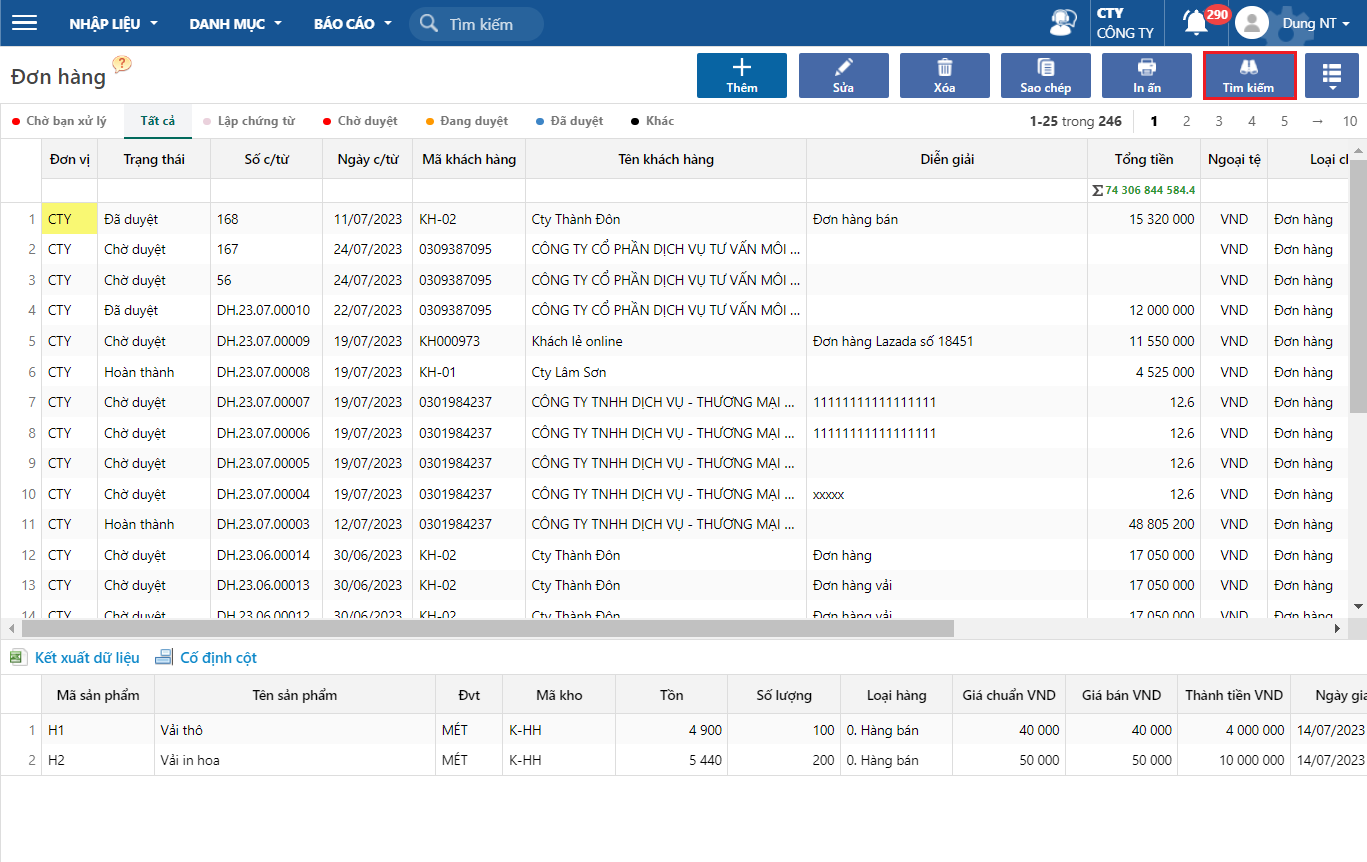 NHẬP LIỆU DANH MỤC BÁO CÁO Tìm kiếm CTY 290 Dung NT
CÔNG TY
Đơn hàng ? Thêm Sửa Xóa Sao chép In ấn Tìm kiếm
Chờ bạn xử lý Tất cả Lập chứng từ Chờ duyệt Đang duyệt Đã duyệt Khác 1-25 trong 246 1 2 3 4 5 → 10
Đơn vị Trạng thái Số c/từ Ngày c/từ Mã khách hàng Tên khách hàng Diễn giải Tổng tiền Ngoại tệ Loại
Σ 74 306 844 584.4
1 CTY Đã duyệt 168 11/07/2023 KH-02 Cty Thành Đôn Đơn hàng bán 15 320 000 VND Đơn hàng
2 CTY Chờ duyệt 167 24/07/2023 0309387095 CÔNG TY CỔ PHẦN DỊCH VỤ TƯ VẤN MÔI ... VND Đơn hàng
3 CTY Chờ duyệt 56 24/07/2023 0309387095 CÔNG TY CỔ PHẦN DỊCH VỤ TƯ VẤN MÔI ... VND Đơn hàng
4 CTY Đã duyệt DH.23.07.00010 22/07/2023 0309387095 CÔNG TY CỔ PHẦN DỊCH VỤ TƯ VẤN MÔI ... 12 000 000 VND Đơn hàng
5 CTY Chờ duyệt DH.23.07.00009 19/07/2023 KH000973 Khách lẻ online Đơn hàng Lazada số 18451 11 550 000 VND Đơn hàng
6 CTY Hoàn thành DH.23.07.00008 19/07/2023 KH-01 Cty Lâm Sơn 4 525 000 VND Đơn hàng
7 CTY Chờ duyệt DH.23.07.00007 19/07/2023 0301984237 CÔNG TY TNHH DỊCH VỤ - THƯƠNG MẠI ... 11111111111111111 12.6 VND Đơn hàng
8 CTY Chờ duyệt DH.23.07.00006 19/07/2023 0301984237 CÔNG TY TNHH DỊCH VỤ - THƯƠNG MẠI ... 11111111111111111 12.6 VND Đơn hàng
9 CTY Chờ duyệt DH.23.07.00005 19/07/2023 0301984237 CÔNG TY TNHH DỊCH VỤ - THƯƠNG MẠI ... 12.6 VND Đơn hàng
10 CTY Chờ duyệt DH.23.07.00004 19/07/2023 0301984237 CÔNG TY TNHH DỊCH VỤ - THƯƠNG MẠI ... xxxxx 12.6 VND Đơn hàng
11 CTY Hoàn thành DH.23.07.00003 12/07/2023 0301984237 CÔNG TY TNHH DỊCH VỤ - THƯƠNG MẠI ... 48 805 200 VND Đơn hàng
12 CTY Chờ duyệt DH.23.06.00014 30/06/2023 KH-02 Cty Thành Đôn Đơn hàng 17 050 000 VND Đơn hàng
13 CTY Chờ duyệt DH.23.06.00013 30/06/2023 KH-02 Cty Thành Đôn Đơn hàng vải 17 050 000 VND Đơn hàng
14 CTY Chờ duyệt DH.23.06.00012 30/06/2023 KH-02 Cty Thành Đôn Đơn hàng vải 17 050 000 VND Đơn hàng
Kết xuất dữ liệu Cố định cột
Mã sản phẩm Tên sản phẩm Đvt Mã kho Tồn Số lượng Loại hàng Giá chuẩn VND Giá bán VND Thành tiền VND Ngày
1 H1 Vải thô MÉT K-HH 4 900 100 0. Hàng bán 40 000 40 000 4 000 000 14/07/2023
2 H2 Vải in hoa MÉT K-HH 5 440 200 0. Hàng bán 50 000 50 000 10 000 000 14/07/2023